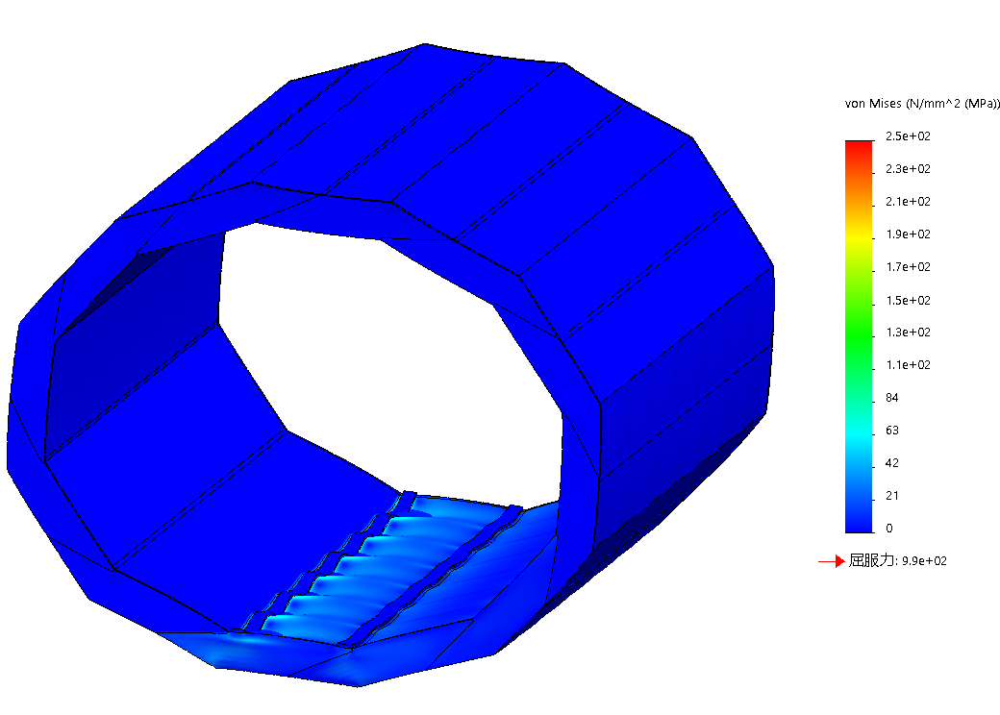 von Mises (N/mm^2 (MPa))
2.5e+02
2.3e+02
2.1e+02
1.9e+02
1.7e+02
1.5e+02
1.3e+02
1.1e+02
84
63
42
21
0
屈服力: 9.9e+02